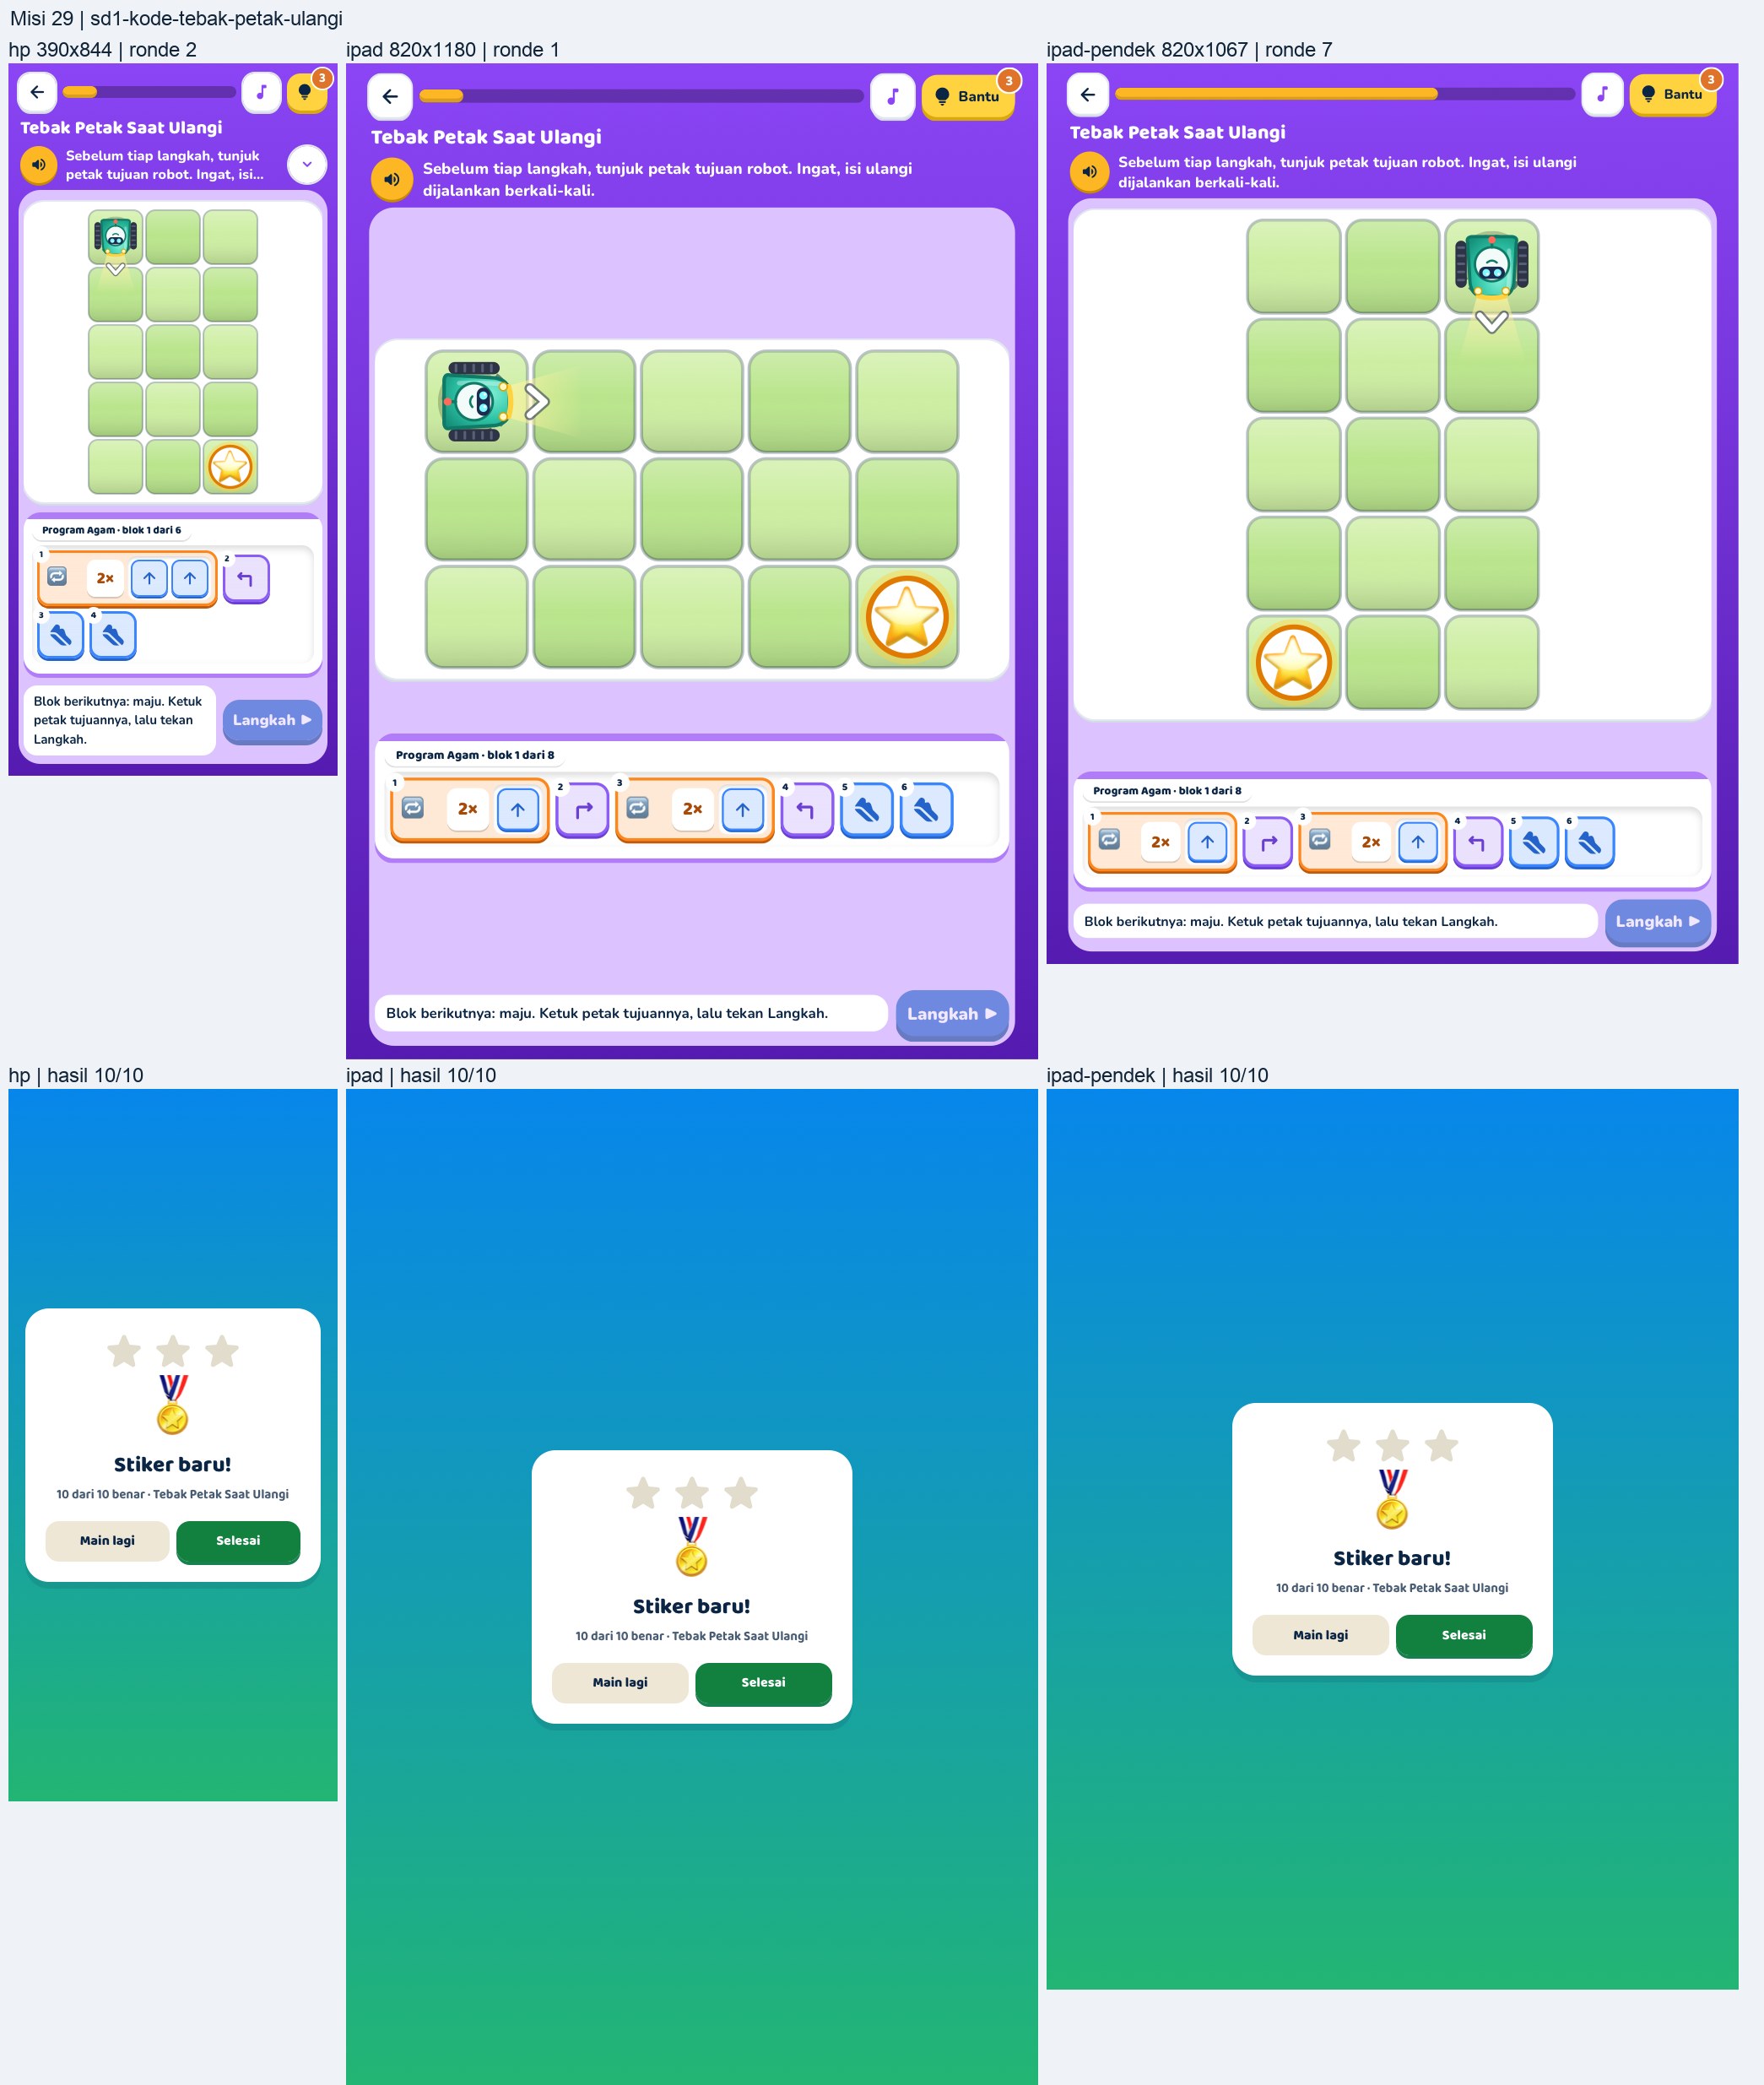 Misi 29 | sd1-kode-tebak-petak-ulangi
hp 390x844 | ronde 2
3
Tebak Petak Saat Ulangi
Sebelum tiap langkah, tunjuk
petak tujuan robot. Ingat, isi...
Program Agam · blok 1 dari 6
1
2×
2
3
4
Blok berikutnya: maju. Ketuk
petak tujuannya, lalu tekan
Langkah.
Langkah
ipad 820x1180 | ronde 1
Bantu
3
Tebak Petak Saat Ulangi
Sebelum tiap langkah, tunjuk petak tujuan robot. Ingat, isi ulangi
dijalankan berkali-kali.
Program Agam · blok 1 dari 8
1
2×
2
3
2×
4
5
6
Blok berikutnya: maju. Ketuk petak tujuannya, lalu tekan Langkah.
Langkah
ipad-pendek 820x1067 | ronde 7
Bantu
3
Tebak Petak Saat Ulangi
Sebelum tiap langkah, tunjuk petak tujuan robot. Ingat, isi ulangi
dijalankan berkali-kali.
Program Agam · blok 1 dari 8
1
2×
2
3
2×
4
5
6
Blok berikutnya: maju. Ketuk petak tujuannya, lalu tekan Langkah.
Langkah
hp | hasil 10/10
Stiker baru!
10 dari 10 benar · Tebak Petak Saat Ulangi
Main lagi
Selesai
ipad | hasil 10/10
Stiker baru!
10 dari 10 benar · Tebak Petak Saat Ulangi
Main lagi
Selesai
ipad-pendek | hasil 10/10
Stiker baru!
10 dari 10 benar · Tebak Petak Saat Ulangi
Main lagi
Selesai